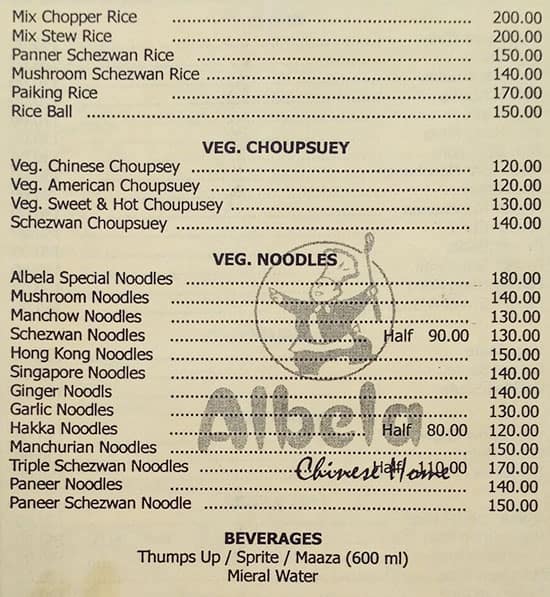 Mix Chopper Rice ........................................................ 200.00
Mix Stew Rice ........................................................ 200.00
Panner Schezwan Rice ................................................ 150.00
Mushroom Schezwan Rice ................................................ 140.00
Paiking Rice ........................................................ 170.00
Rice Ball ........................................................ 150.00
VEG. CHOUPSUEY
Veg. Chinese Choupsey ................................................ 120.00
Veg. American Choupsuey ................................................ 120.00
Veg. Sweet & Hot Choupusey ........................................ 130.00
Schezwan Choupsuey ................................................ 140.00
VEG. NOODLES
Albela Special Noodles ................................................ 180.00
Mushroom Noodles ................................................ 140.00
Manchow Noodles ................................................ 130.00
Schezwan Noodles ................................ Half 90.00 130.00
Hong Kong Noodles ................................................ 150.00
Singapore Noodles ................................................ 140.00
Ginger Noodls ................................................ 140.00
Garlic Noodles ................................................ 130.00
Albela
Hakka Noodles ................................ Half 80.00 120.00
Manchurian Noodles ................................................ 150.00
Triple Schezwan Noodles ........................ Half 110.00 170.00
Chinese Home
Paneer Noodles ................................................ 140.00
Paneer Schezwan Noodle ................................................ 150.00
BEVERAGES
Thumps Up / Sprite / Maaza (600 ml)
Mieral Water